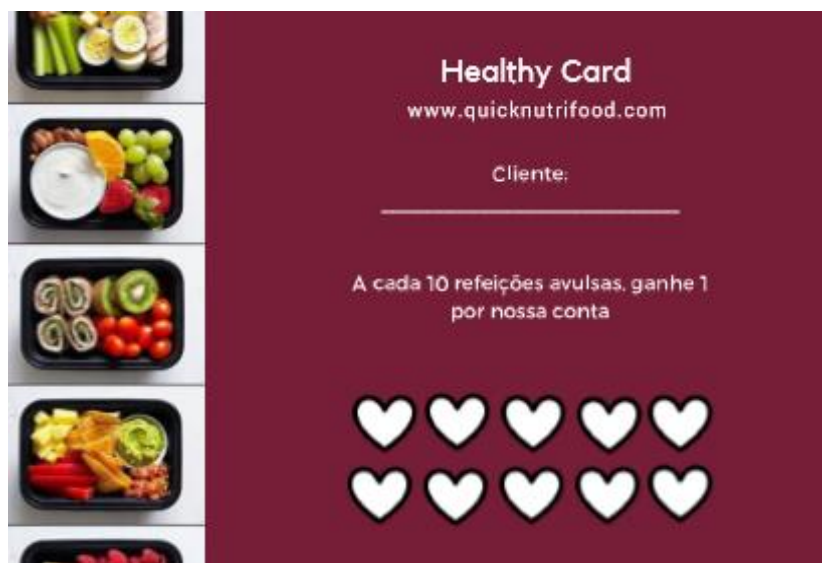 Healthy Card
www.quicknutrifood.com
Cliente:
A cada 10 refeições avulsas, ganhe 1
por nossa conta